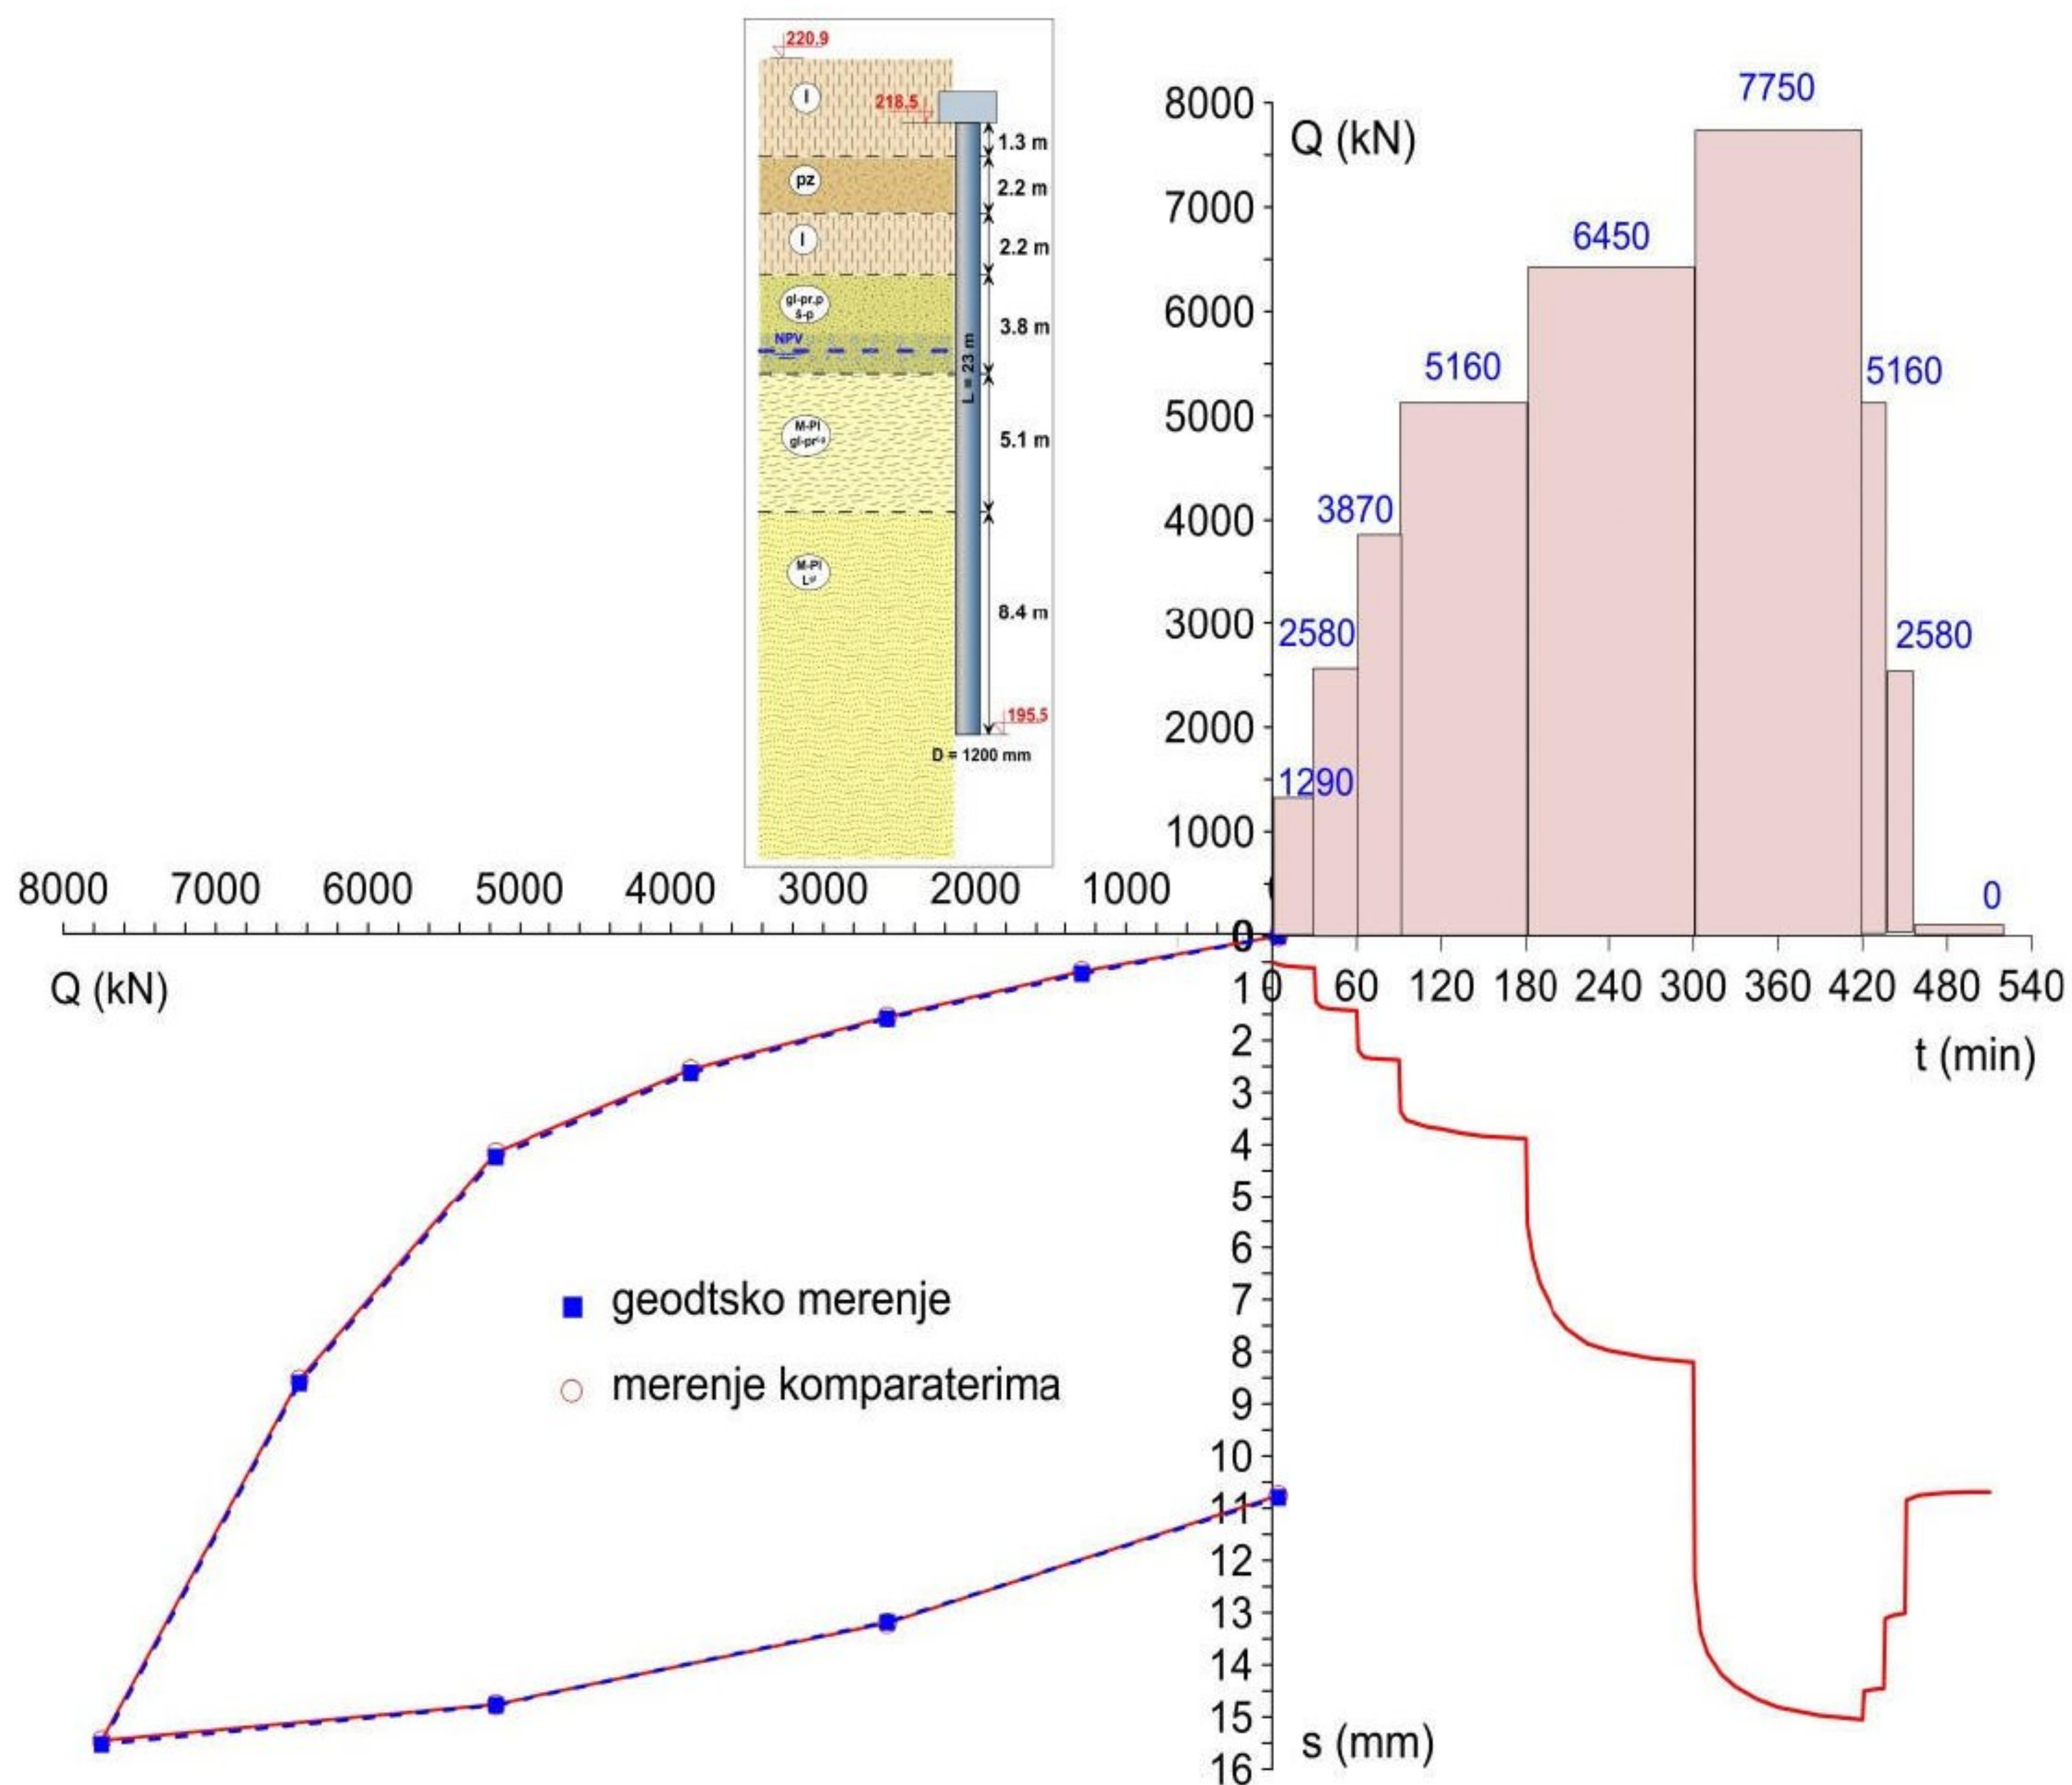 220.9
I
218.5
1.3 m
pz
2.2 m
I
2.2 m
gl-pr,p
š-p
3.8 m
NPV
L = 23 m
M-Pl
5.1 m
M-Pl
8.4 m
195.5
D = 1200 mm
8000
7000
6000
5000
4000
3000
2000
1000
Q (kN)
1290
2580
3870
5160
6450
7750
5160
2580
0
8000 7000 6000 5000 4000 3000 2000 1000 0
Q (kN)
0 60 120 180 240 300 360 420 480 540
t (min)
1
2
3
4
5
6
7
8
9
10
11
12
13
14
15
16
s (mm)
geodtsko merenje
merenje komparaterima